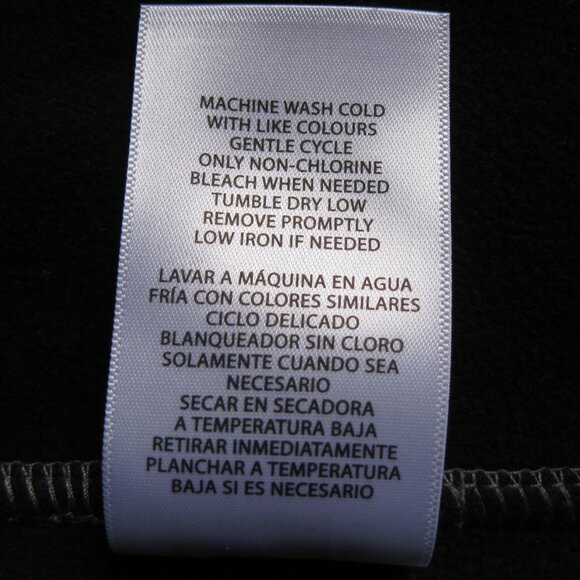 MACHINE WASH COLD
WITH LIKE COLOURS
GENTLE CYCLE
ONLY NON-CHLORINE
BLEACH WHEN NEEDED
TUMBLE DRY LOW
REMOVE PROMPTLY
LOW IRON IF NEEDED
LAVAR A MÁQUINA EN AGUA
FRÍA CON COLORES SIMILARES
CICLO DELICADO
BLANQUEADOR SIN CLORO
SOLAMENTE CUANDO SEA
NECESARIO
SECAR EN SECADORA
A TEMPERATURA BAJA
RETIRAR INMEDIATAMENTE
PLANCHAR A TEMPERATURA
BAJA SI ES NECESARIO